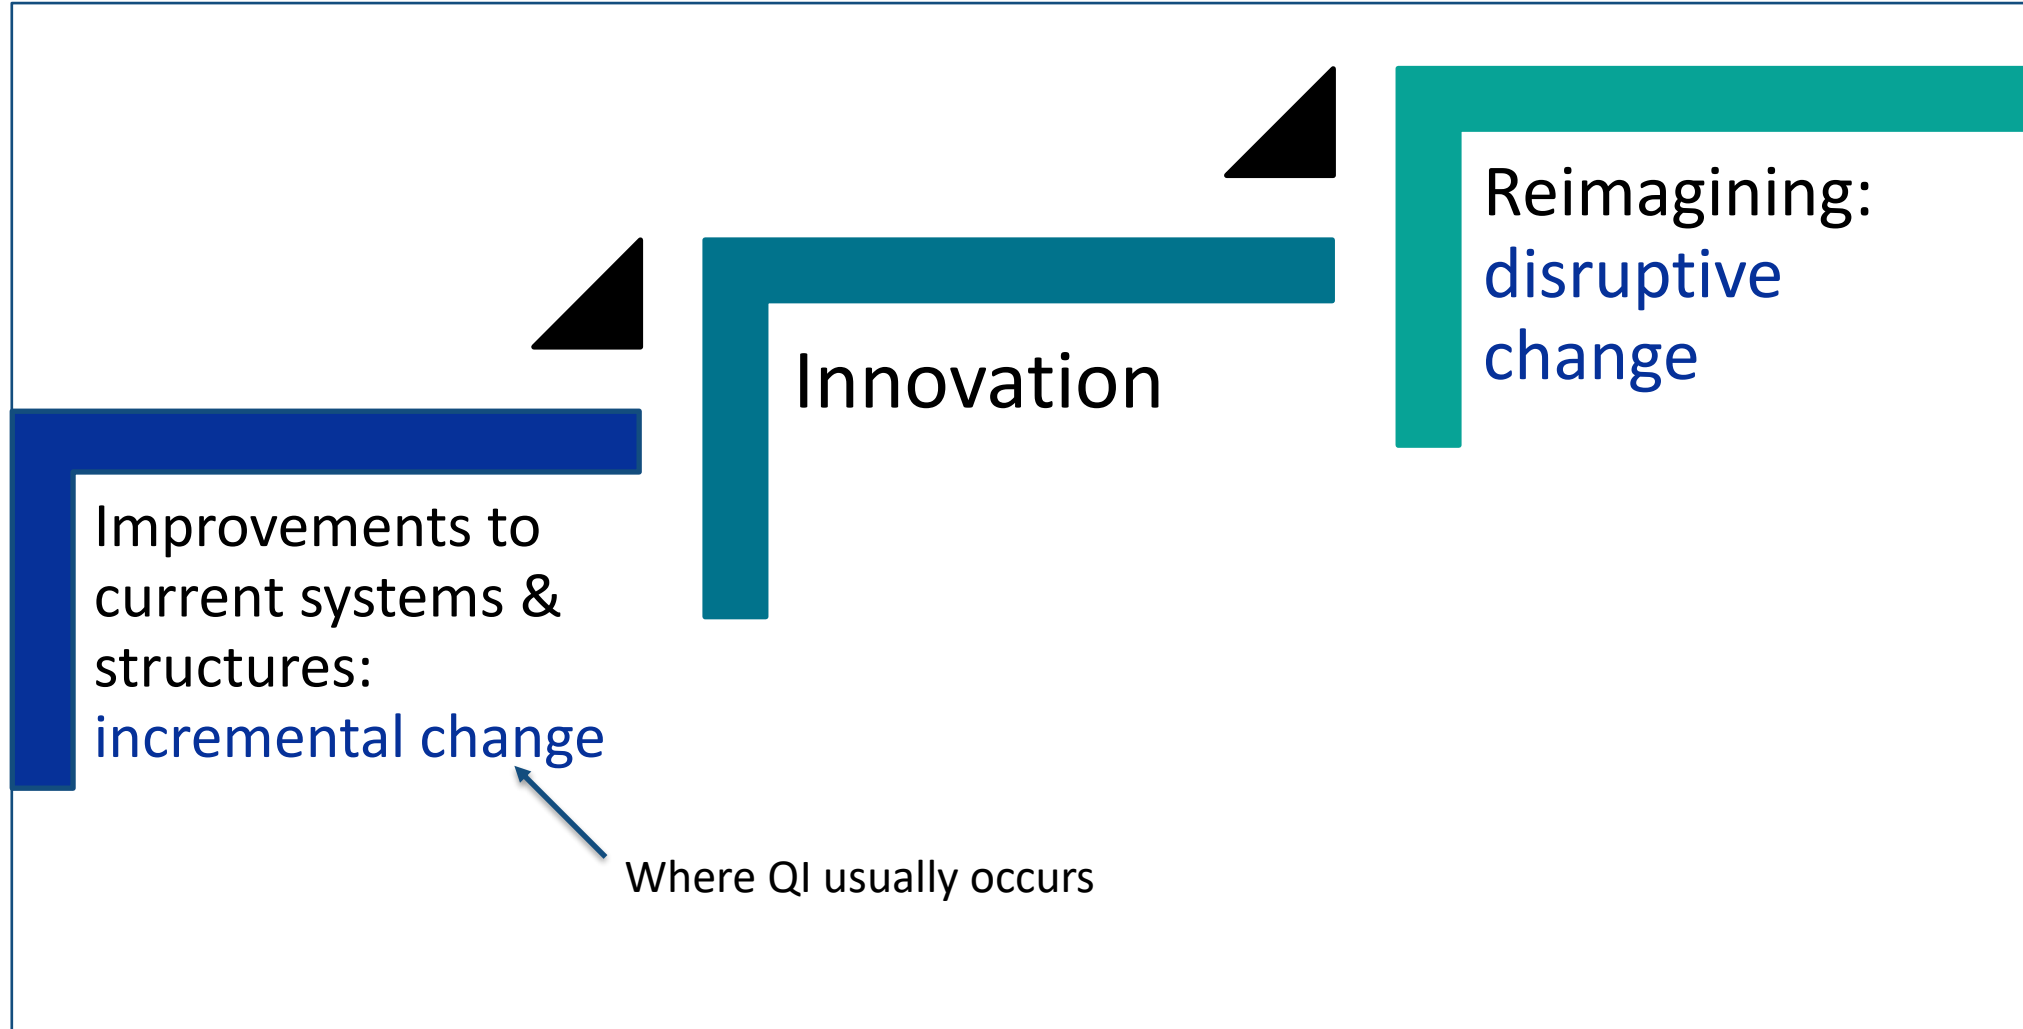 Improvements to
current systems &
structures:
incremental change
Where QI usually occurs
Innovation
Reimagining:
disruptive
change